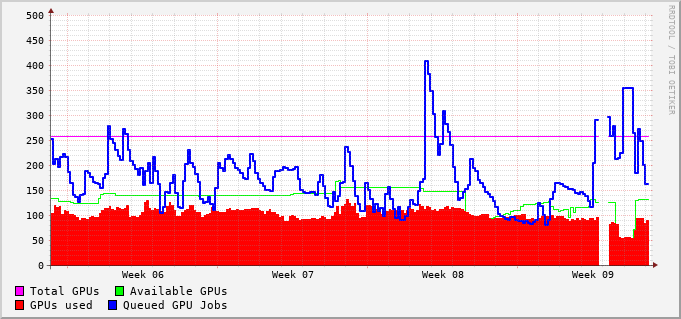 500
450
400
350
300
250
200
150
100
50
0
Week 06 Week 07 Week 08 Week 09
Total GPUs Available GPUs
GPUs used Queued GPU Jobs
RRDTOOL / TOBI OETIKER